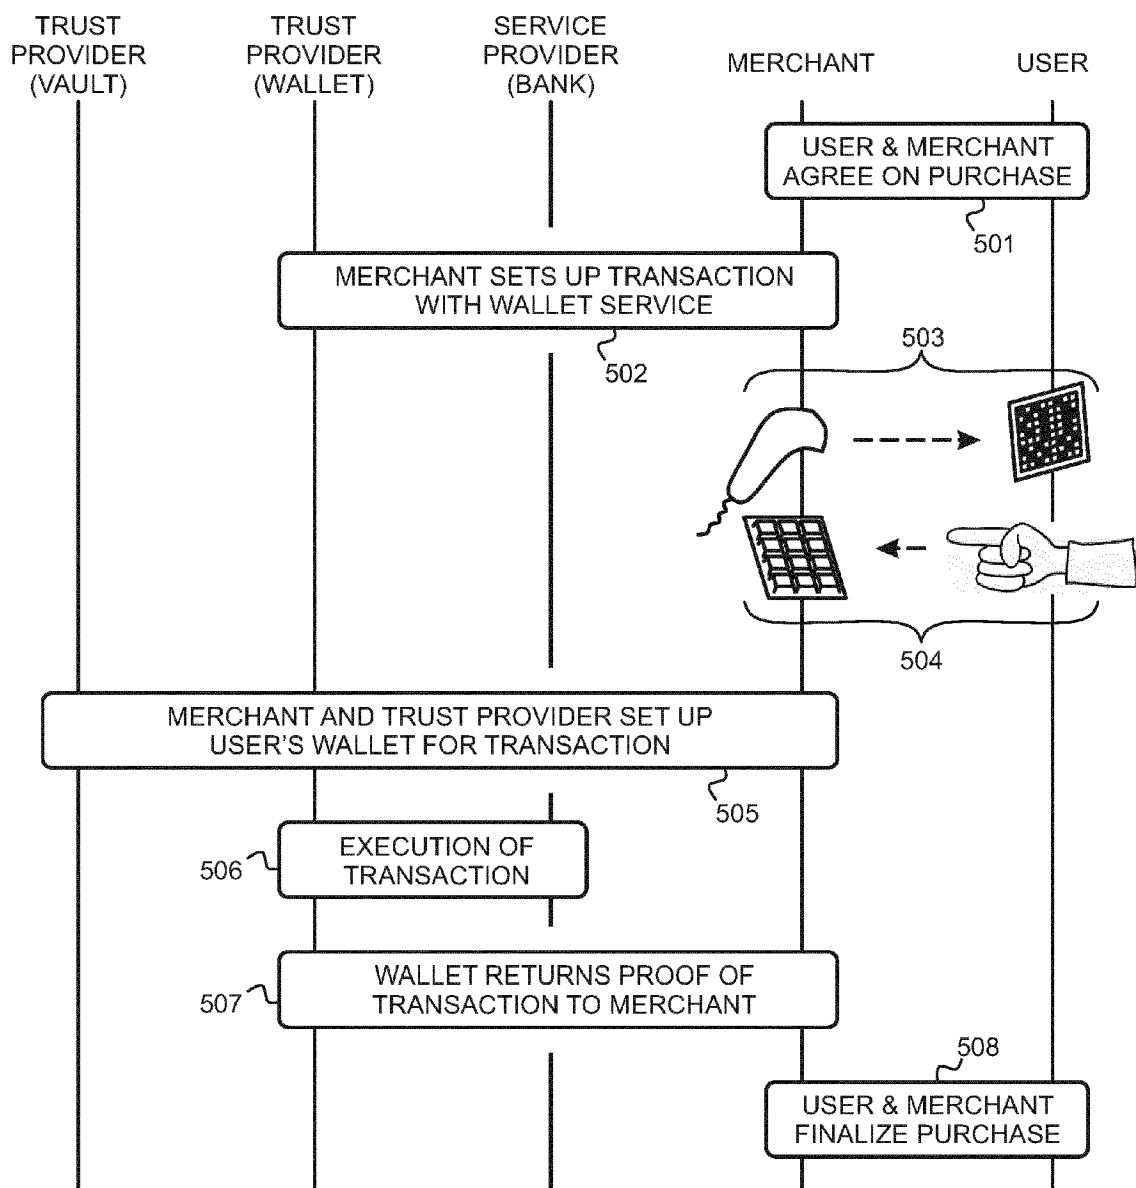 TRUST
PROVIDER
(VAULT)
TRUST
PROVIDER
(WALLET)
SERVICE
PROVIDER
(BANK)
MERCHANT
USER
USER & MERCHANT
AGREE ON PURCHASE
501
MERCHANT SETS UP TRANSACTION
WITH WALLET SERVICE
502
503
504
MERCHANT AND TRUST PROVIDER SET UP
USER'S WALLET FOR TRANSACTION
505
EXECUTION OF
TRANSACTION
506
WALLET RETURNS PROOF OF
TRANSACTION TO MERCHANT
507
508
USER & MERCHANT
FINALIZE PURCHASE